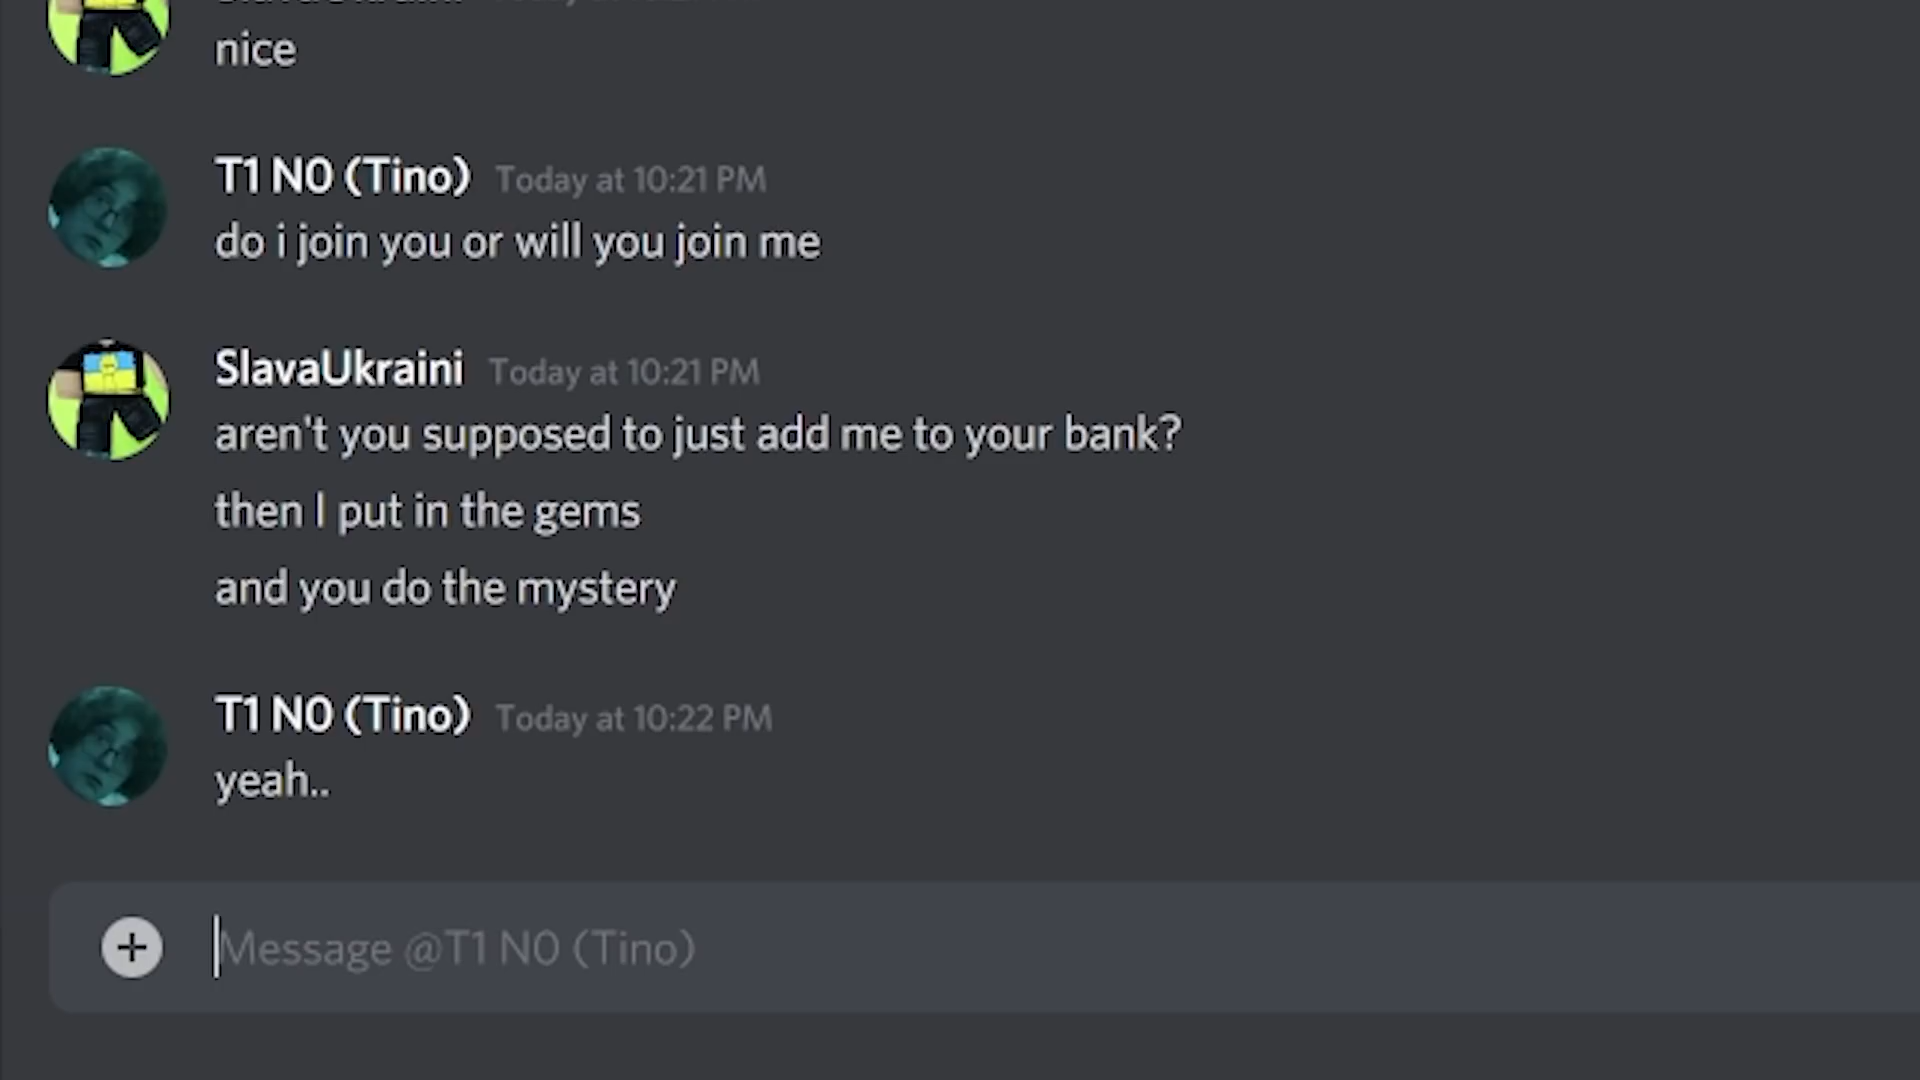 nice
T1 N0 (Tino) Today at 10:21 PM
do i join you or will you join me
SlavaUkraini Today at 10:21 PM
aren't you supposed to just add me to your bank?
then I put in the gems
and you do the mystery
T1 N0 (Tino) Today at 10:22 PM
yeah..
Message @T1 N0 (Tino)